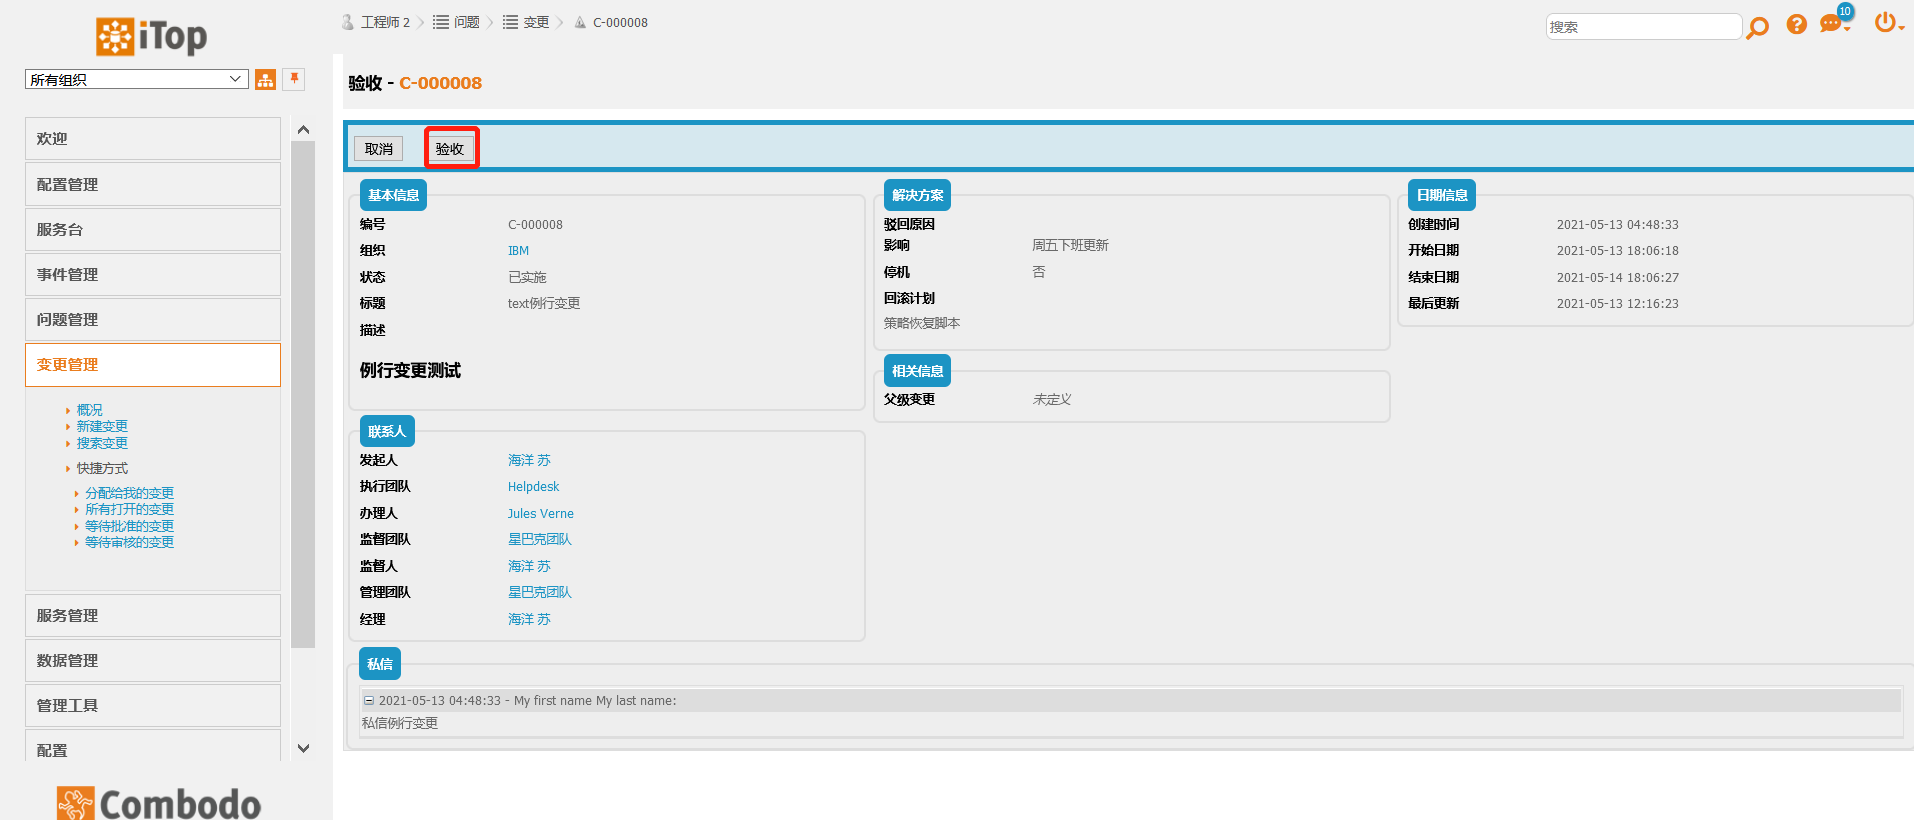 iTop
工程师 2
问题
变更
C-000008
搜索
10
所有组织
验收 - C-000008
取消
验收
欢迎
配置管理
服务台
事件管理
问题管理
变更管理
概况
新建变更
搜索变更
快捷方式
分配给我的变更
所有打开的变更
等待批准的变更
等待审核的变更
服务管理
数据管理
管理工具
配置
Combodo
基本信息
编号 C-000008
组织 IBM
状态 已实施
标题 text例行变更
描述
例行变更测试
联系人
发起人 海洋 苏
执行团队 Helpdesk
办理人 Jules Verne
监督团队 星巴克团队
监督人 海洋 苏
管理团队 星巴克团队
经理 海洋 苏
解决方案
驳回原因
影响 周五下班更新
停机 否
回滚计划
策略恢复脚本
相关信息
父级变更 未定义
日期信息
创建时间 2021-05-13 04:48:33
开始日期 2021-05-13 18:06:18
结束日期 2021-05-14 18:06:27
最后更新 2021-05-13 12:16:23
私信
2021-05-13 04:48:33 - My first name My last name:
私信例行变更